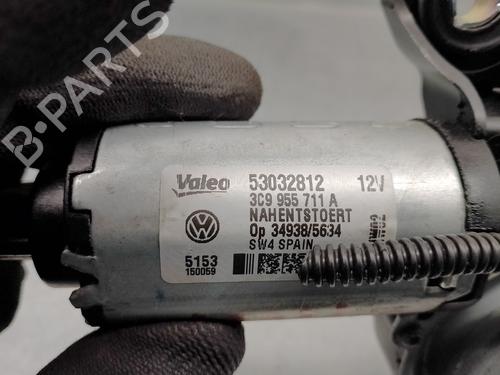 Valeo 53032812 12V
3C9 955 711 A
NAHENTSTOERT
Op 34938/5634
SW4 SPAIN
5153
150059
B-PARTS